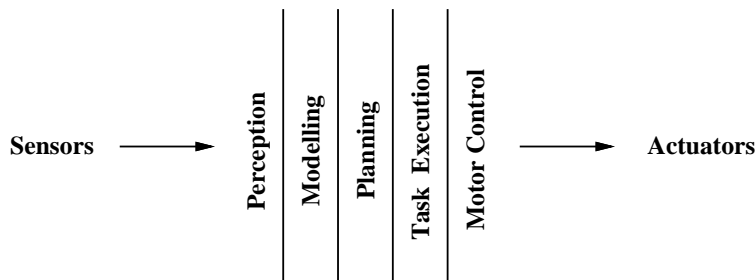 Sensors
Perception
Modelling
Planning
Task Execution
Motor Control
Actuators